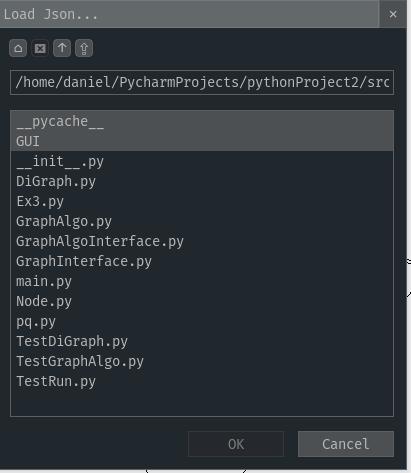 Load Json...
/home/daniel/PycharmProjects/pythonProject2/src
__pycache__
GUI
__init__.py
DiGraph.py
Ex3.py
GraphAlgo.py
GraphAlgoInterface.py
GraphInterface.py
main.py
Node.py
pq.py
TestDiGraph.py
TestGraphAlgo.py
TestRun.py
OK Cancel